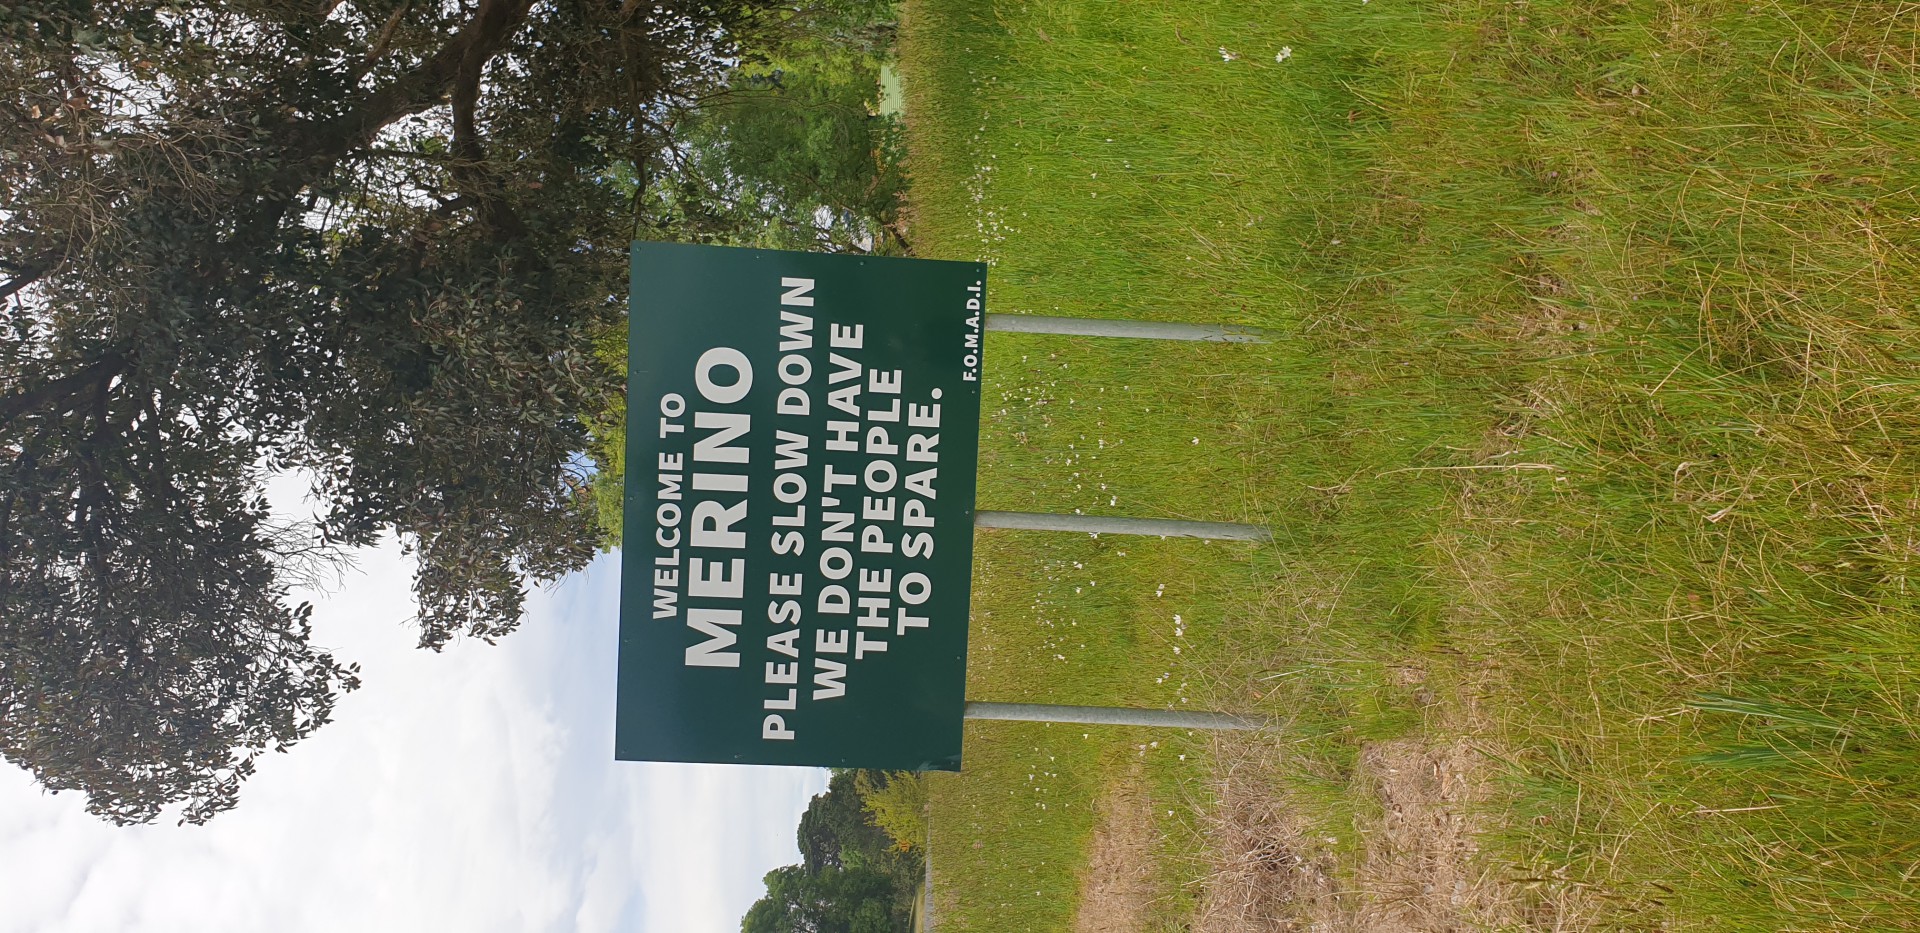 WELCOME TO
MERINO
PLEASE SLOW DOWN
WE DON'T HAVE
THE PEOPLE
TO SPARE.
F.O.M.A.D.I.